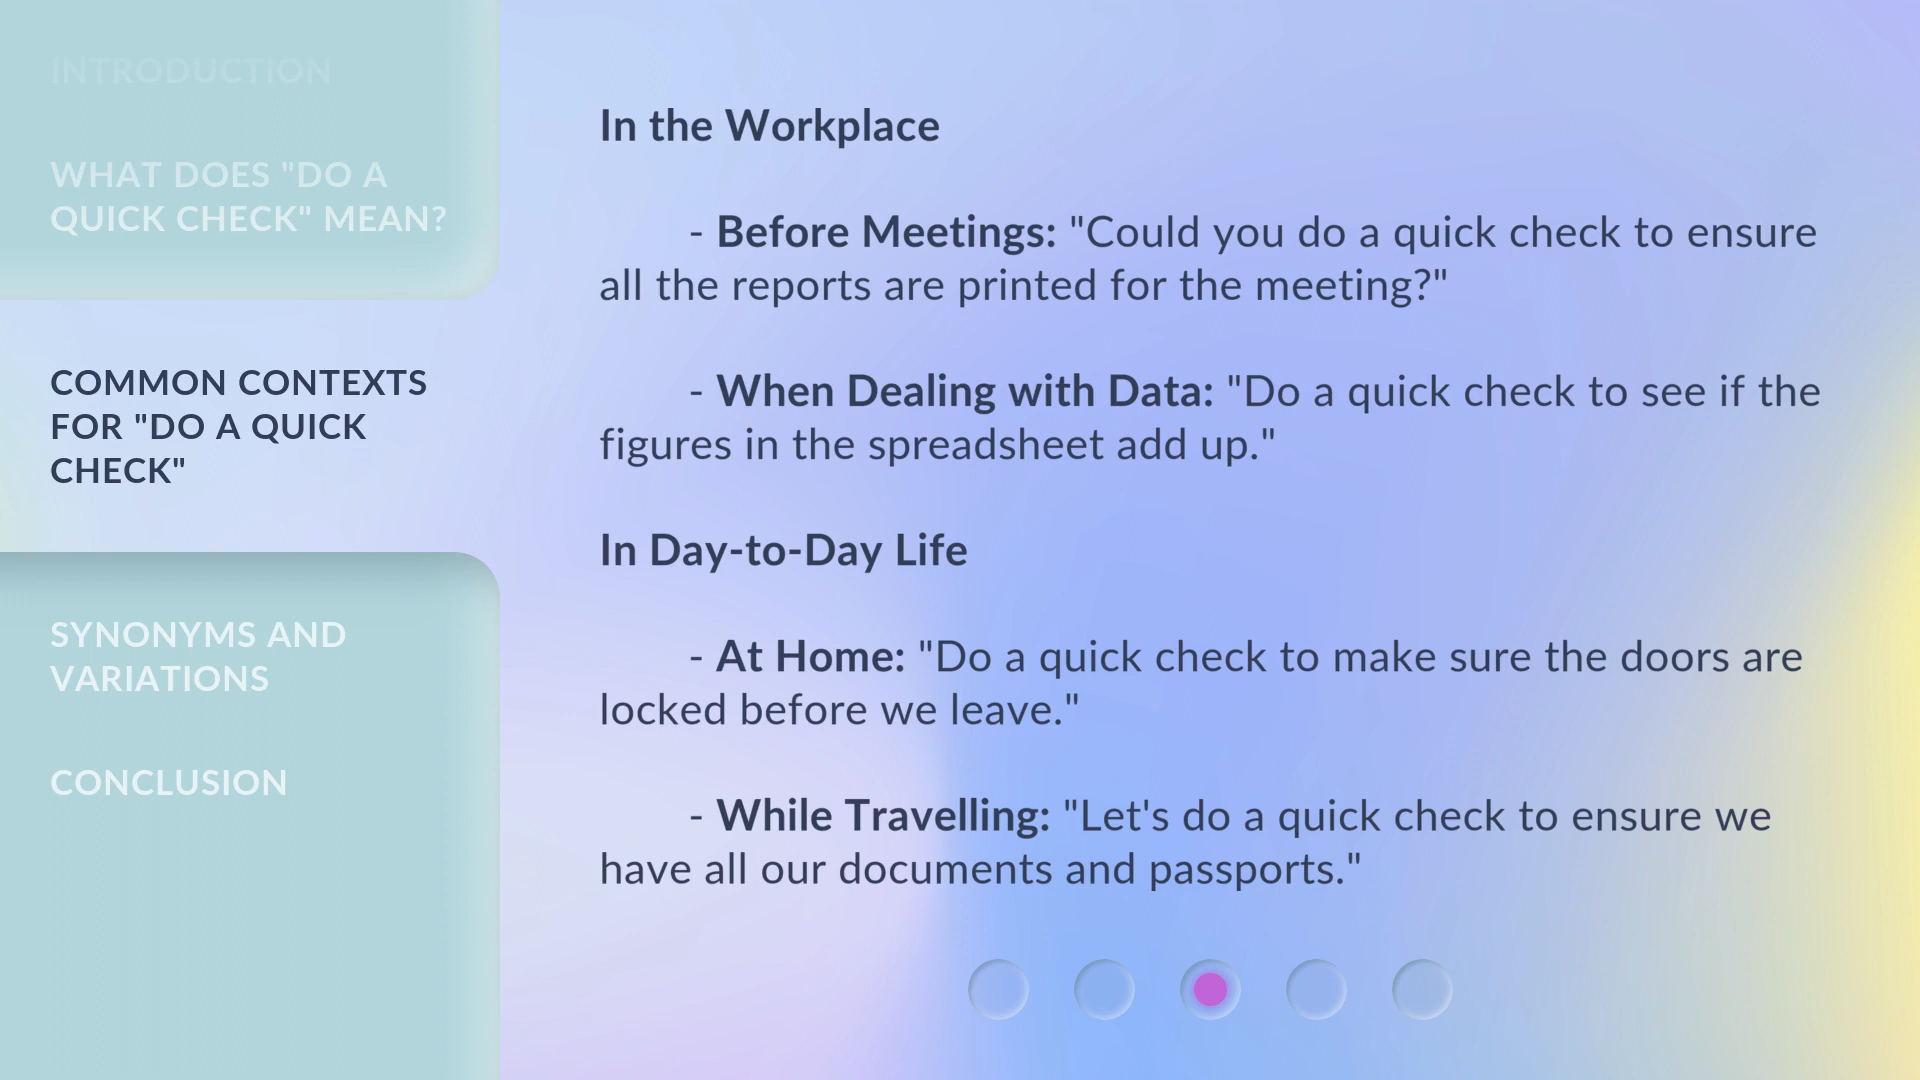 INTRODUCTION
WHAT DOES "DO A
QUICK CHECK" MEAN?
COMMON CONTEXTS
FOR "DO A QUICK
CHECK"
SYNONYMS AND
VARIATIONS
CONCLUSION
In the Workplace
- Before Meetings: "Could you do a quick check to ensure
all the reports are printed for the meeting?"
- When Dealing with Data: "Do a quick check to see if the
figures in the spreadsheet add up."
In Day-to-Day Life
- At Home: "Do a quick check to make sure the doors are
locked before we leave."
- While Travelling: "Let's do a quick check to ensure we
have all our documents and passports."